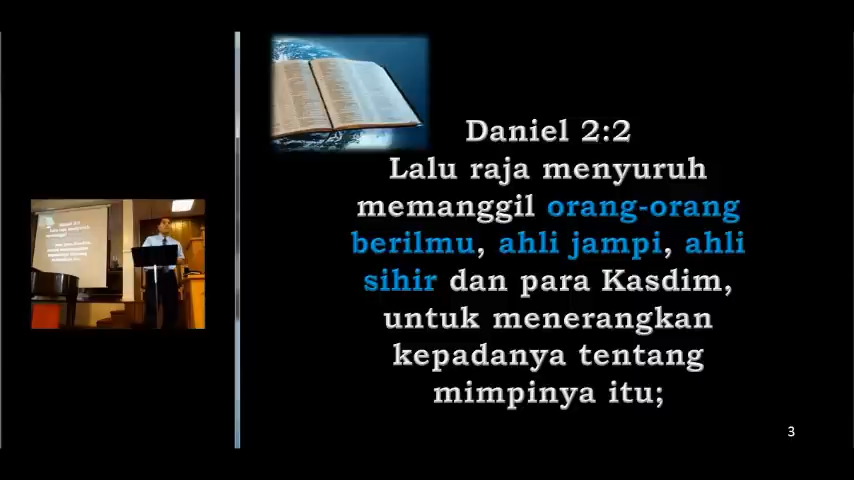 Daniel 2:2
Lalu raja menyuruh
memanggil orang-orang
berilmu, ahli jampi, ahli
sihir dan para Kasdim,
untuk menerangkan
kepadanya tentang
mimpinya itu;
3